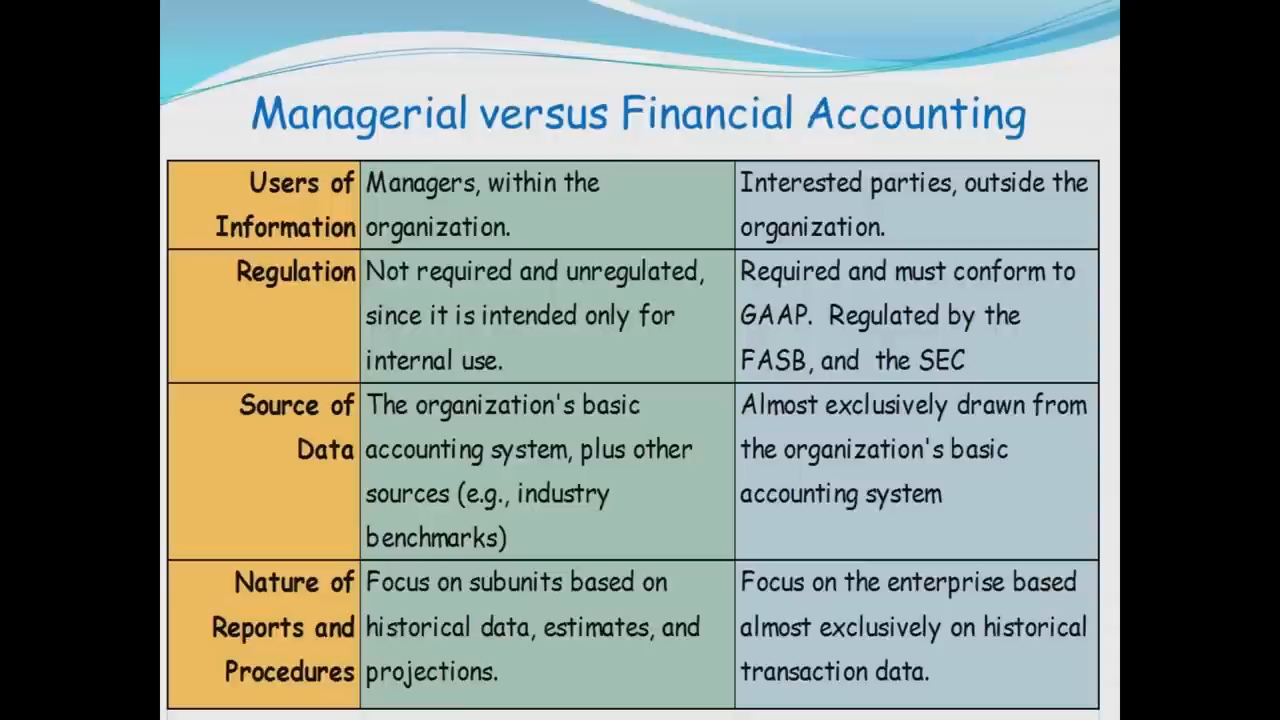 Managerial versus Financial Accounting
Users of
Information
Managers, within the
organization.
Interested parties, outside the
organization.
Regulation
Not required and unregulated,
since it is intended only for
internal use.
Required and must conform to
GAAP. Regulated by the
FASB, and the SEC
Source of
Data
The organization's basic
accounting system, plus other
sources (e.g., industry
benchmarks)
Almost exclusively drawn from
the organization's basic
accounting system
Nature of
Reports and
Procedures
Focus on subunits based on
historical data, estimates, and
projections.
Focus on the enterprise based
almost exclusively on historical
transaction data.